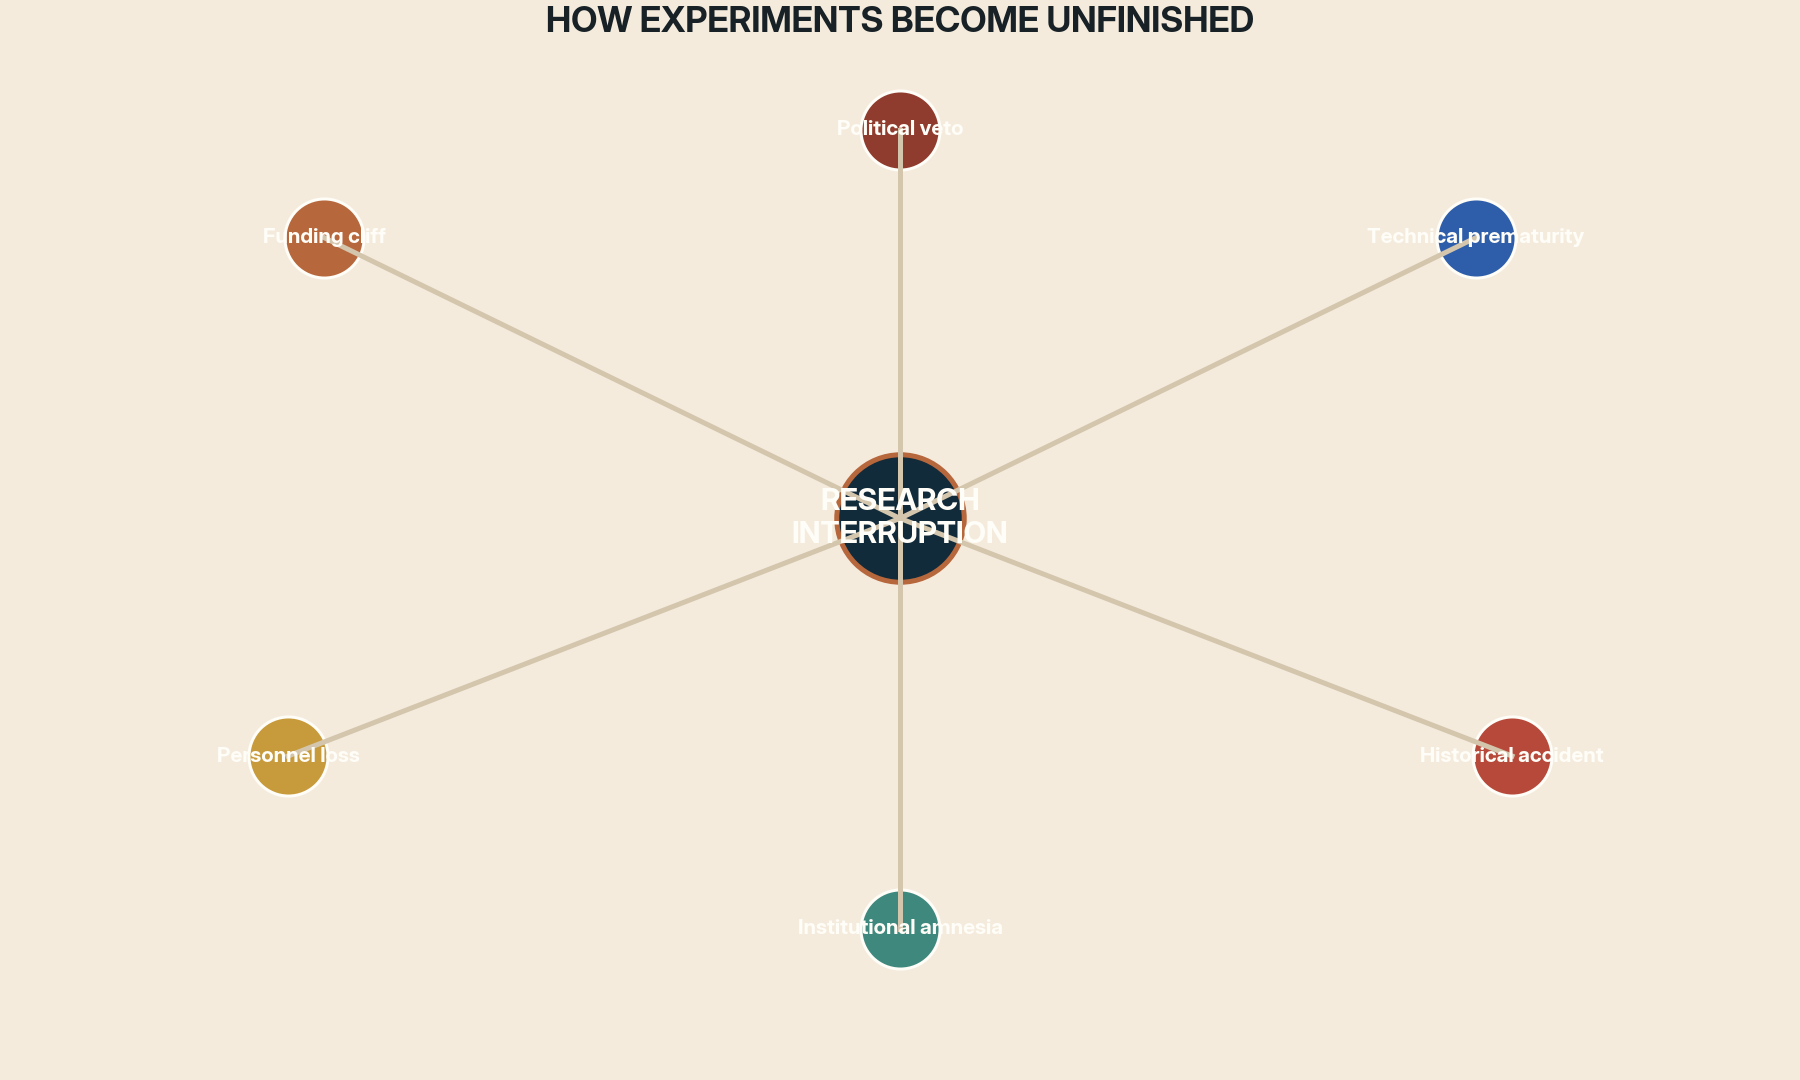 HOW EXPERIMENTS BECOME UNFINISHED
Political veto
Funding cliff
Technical prematurity
RESEARCH
INTERRUPTION
Personnel loss
Historical accident
Institutional amnesia